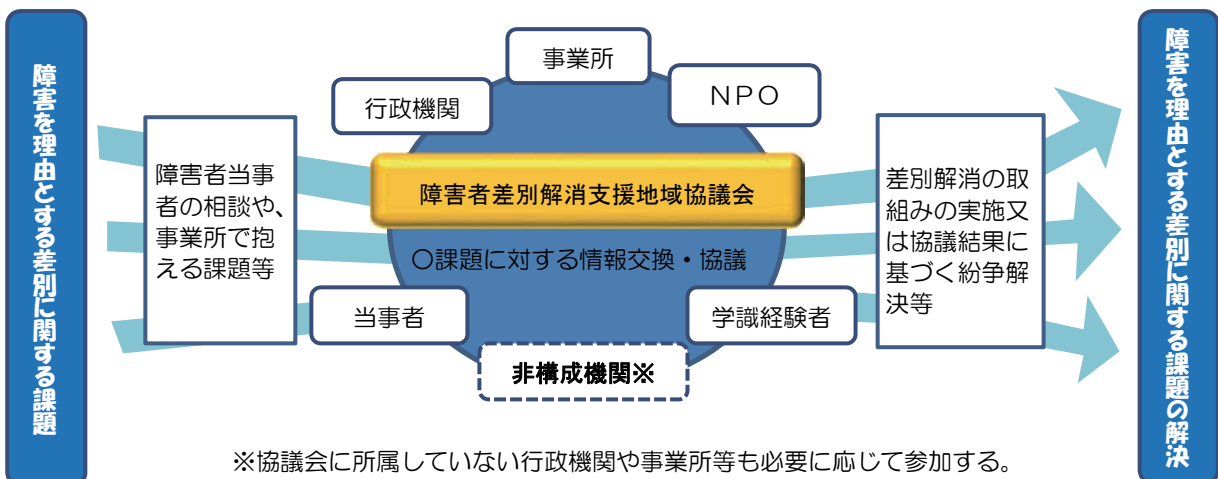 障害を理由とする差別に関する課題
障害者当事
者の相談や、
事業所で抱
える課題等
事業所
行政機関
NPO
障害者差別解消支援地域協議会
〇課題に対する情報交換・協議
当事者
学識経験者
非構成機関※
差別解消の取
組みの実施又
は協議結果に
基づく紛争解
決等
障害を理由とする差別に関する課題の解決
※協議会に所属していない行政機関や事業所等も必要に応じて参加する。